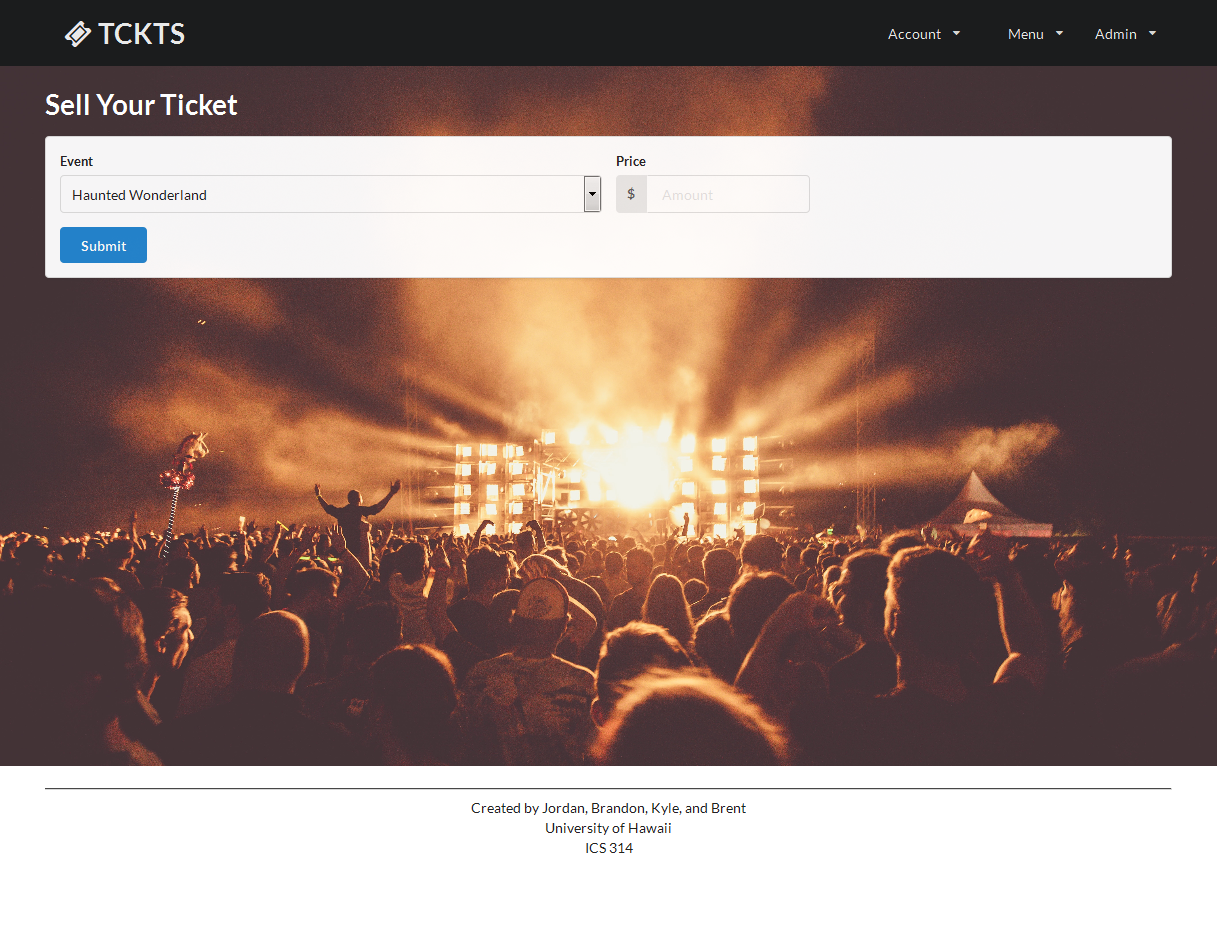 TCKTS
Account Menu Admin
Sell Your Ticket
Event Price
Haunted Wonderland $ Amount
Submit
Created by Jordan, Brandon, Kyle, and Brent
University of Hawaii
ICS 314